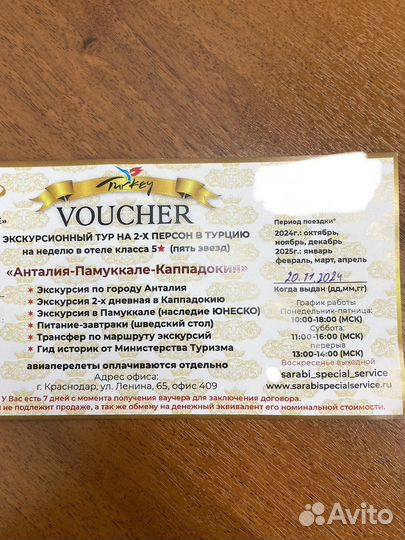 Turkey
VOUCHER
ЭКСКУРСИОННЫЙ ТУР НА 2-Х ПЕРСОН В ТУРЦИЮ
на неделю в отеле класса 5★ (пять звезд)
«Анталия-Памуккале-Каппадокия»
★ Экскурсия по городу Анталия
★ Экскурсия 2-х дневная в Каппадокию
★ Экскурсия в Памуккале (наследие ЮНЕСКО)
★ Питание-завтраки (шведский стол)
★ Трансфер по маршруту экскурсий
★ Гид историк от Министерства Туризма
авиаперелеты оплачиваются отдельно
Адрес офиса:
г. Краснодар, ул. Ленина, 65, офис 409
Период поездки*
2024г.: октябрь,
ноябрь, декабрь
2025г.: январь
февраль, март, апрель
20.11.2024
Когда выдан (дд,мм,гг)
График работы
Понедельник-пятница:
10:00-18:00 (МСК)
Суббота:
11:00-16:00 (МСК)
перерыв
13:00-14:00 (МСК)
Воскресенье выходной
sarabi_special_service
www.sarabispecialservice.ru
У Вас есть 7 дней с момента получения ваучера для заключения договора.
не подлежит продаже, а так же обмену на денежный эквивалент его номинальной стоимости.
Avito